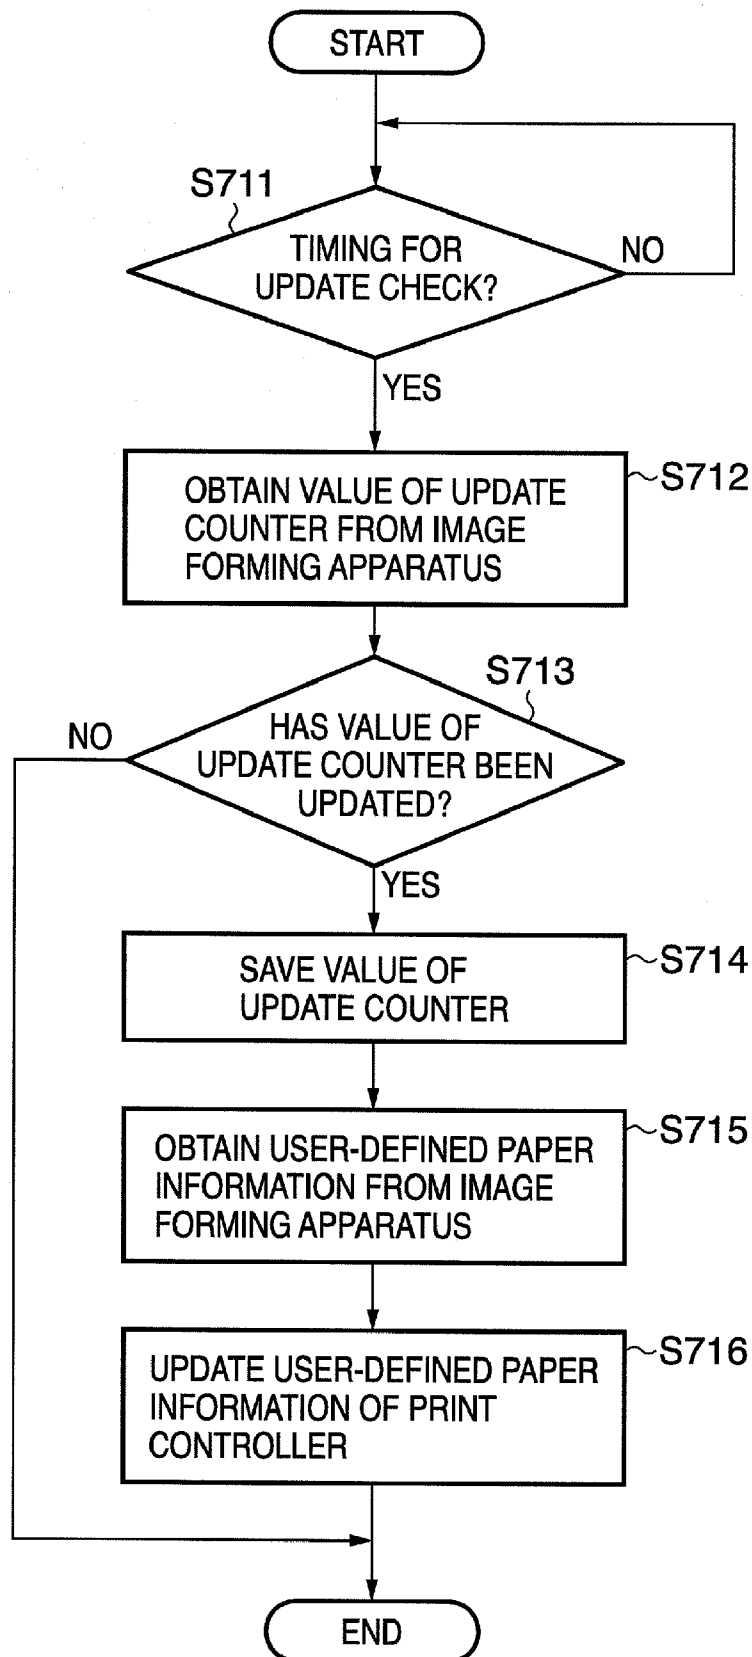 START
S711
TIMING FOR
UPDATE CHECK?
NO
YES
S712
OBTAIN VALUE OF UPDATE
COUNTER FROM IMAGE
FORMING APPARATUS
S713
NO
HAS VALUE OF
UPDATE COUNTER BEEN
UPDATED?
YES
S714
SAVE VALUE OF
UPDATE COUNTER
S715
OBTAIN USER-DEFINED PAPER
INFORMATION FROM IMAGE
FORMING APPARATUS
S716
UPDATE USER-DEFINED PAPER
INFORMATION OF PRINT
CONTROLLER
END